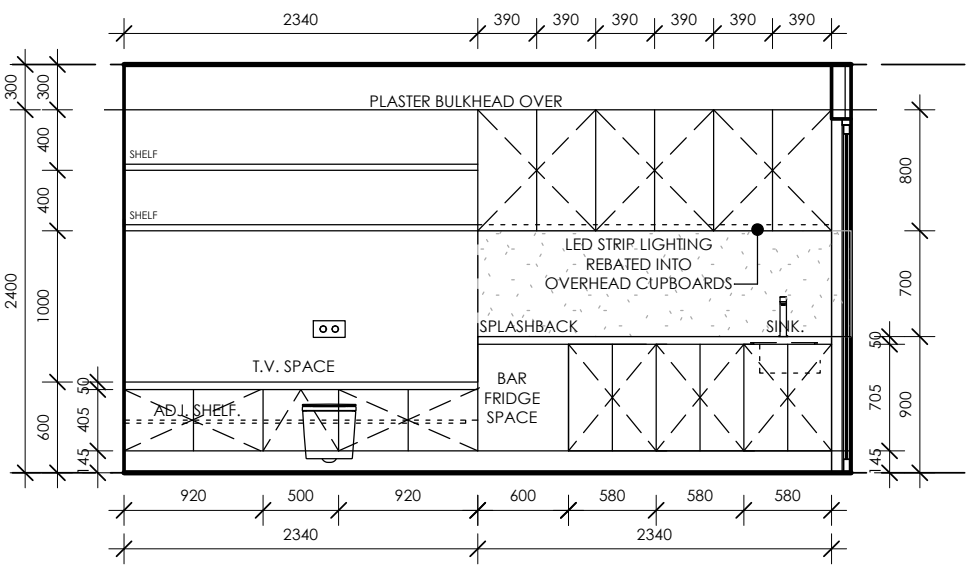 2340
390
390
390
390
390
390
300
300
PLASTER BULKHEAD OVER
400
SHELF
800
400
SHELF
LED STRIP LIGHTING
REBATED INTO
OVERHEAD CUPBOARDS
2400
1000
700
SPLASHBACK
SINK.
50
T.V. SPACE
BAR
FRIDGE
SPACE
50
ADJ. SHELF.
405
600
145
705
900
145
920
500
920
600
580
580
580
2340
2340